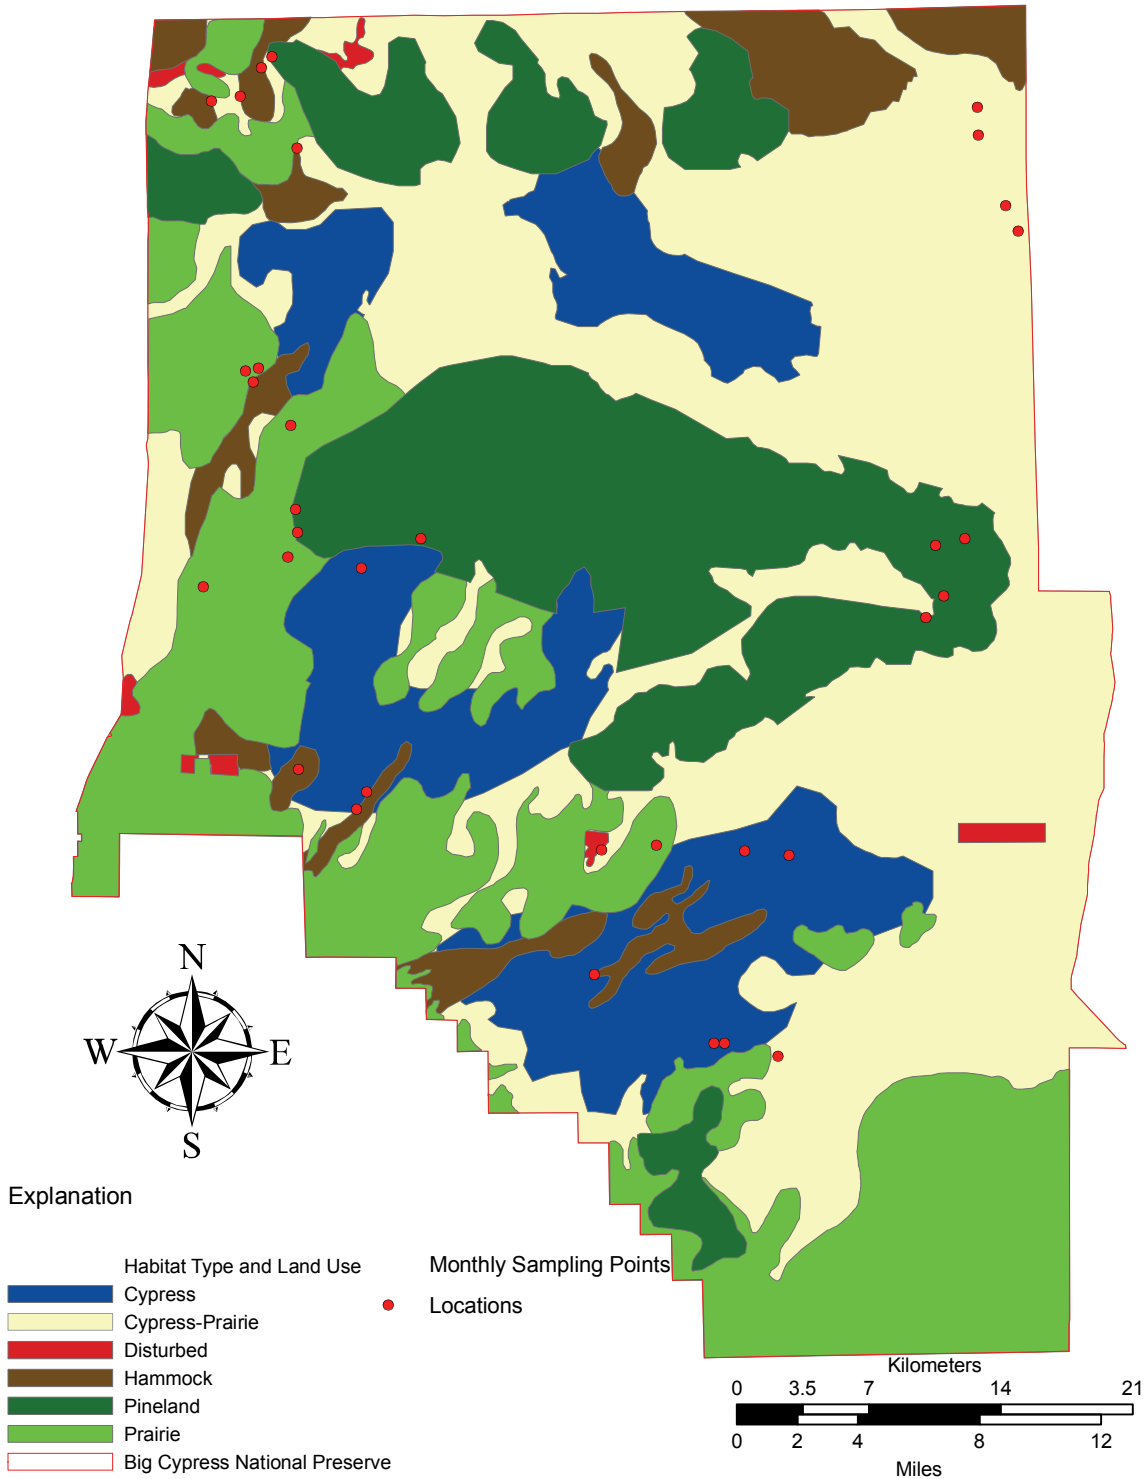 N
W E
S
Explanation
Habitat Type and Land Use
Cypress
Cypress-Prairie
Disturbed
Hammock
Pineland
Prairie
Big Cypress National Preserve
Monthly Sampling Points
Locations
Kilometers
0 3.5 7 14 21
0 2 4 8 12
Miles